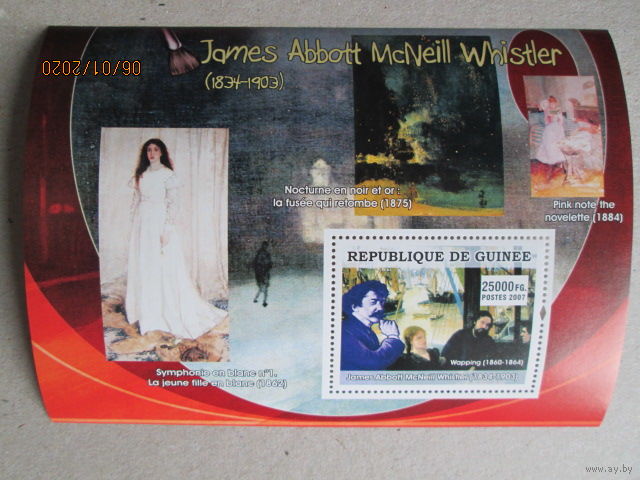 James Abbott McNeill Whistler
(1834-1903)
06/01/2020
Nocturne en noir et or :
la fusée qui retombe (1875)
Pink note the
novelette (1884)
REPUBLIQUE DE GUINEE
25000FG.
POSTES 2007
Wapping (1860-1864)
James Abbott McNeill Whistler (1834-1903)
Symphonie en blanc n°1.
La jeune fille en blanc (1862)
www.ay.by